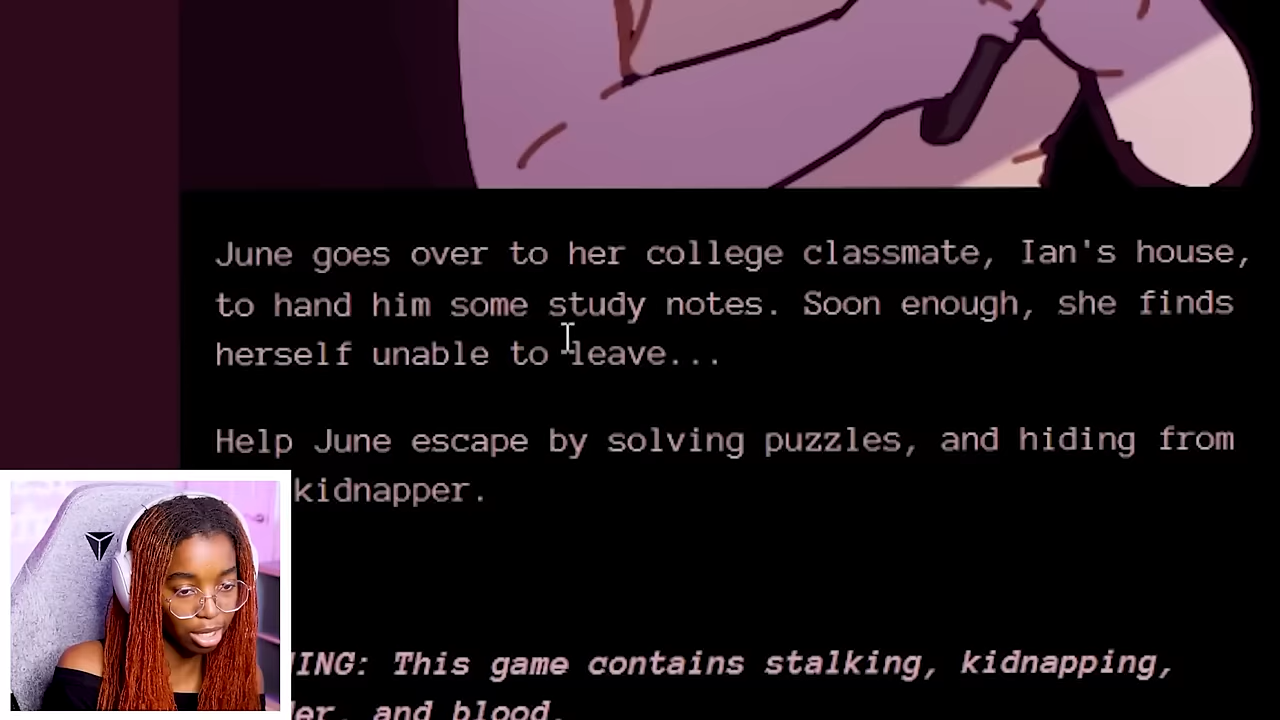 June goes over to her college classmate, Ian's house,
to hand him some study notes. Soon enough, she finds
herself unable to leave...
Help June escape by solving puzzles, and hiding from
kidnapper.
ING: This game contains stalking, kidnapping,
er, and blood.